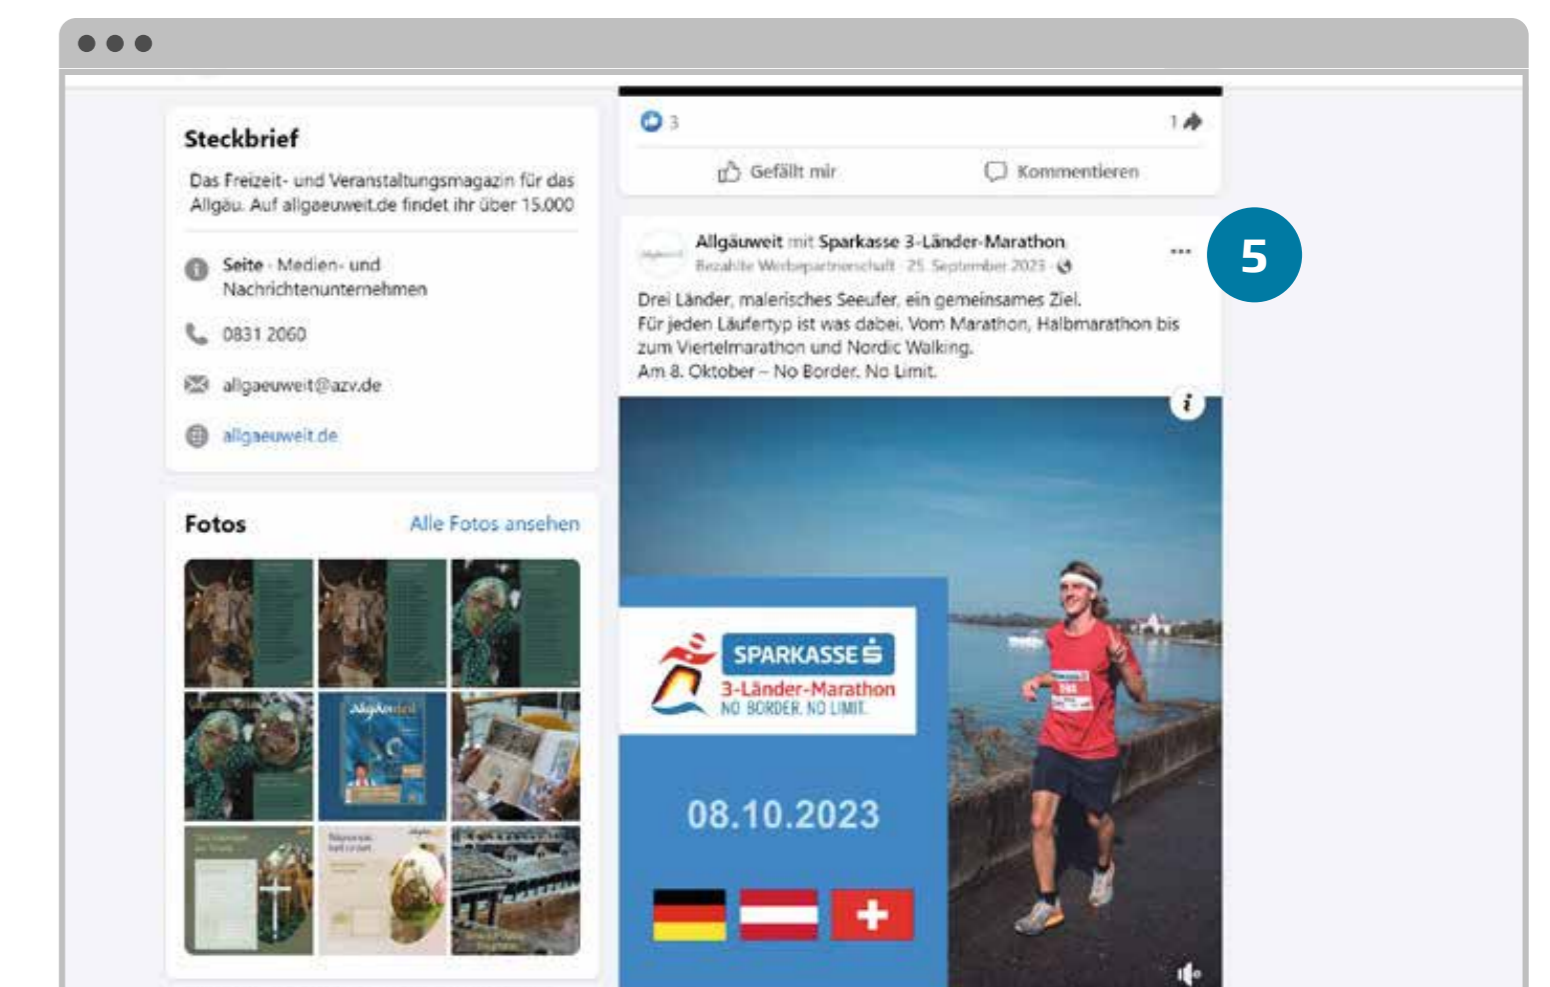 Steckbrief
Das Freizeit- und Veranstaltungsmagazin für das
Allgäu. Auf allgaeuweit.de findet ihr über 15.000
Seite · Medien- und
Nachrichtenunternehmen
0831 2060
allgaeuweit@azv.de
allgaeuweit.de
Fotos
Alle Fotos ansehen
Allgäuweit
3
1
Gefällt mir
Kommentieren
Allgäuweit mit Sparkasse 3-Länder-Marathon
Bezahlte Werbepartnerschaft · 25. September 2023 ·
5
Drei Länder, malerisches Seeufer, ein gemeinsames Ziel.
Für jeden Läufertyp ist was dabei. Vom Marathon, Halbmarathon bis
zum Viertelmarathon und Nordic Walking.
Am 8. Oktober – No Border. No Limit.
i
SPARKASSE
3-Länder-Marathon
NO BORDER. NO LIMIT.
08.10.2023